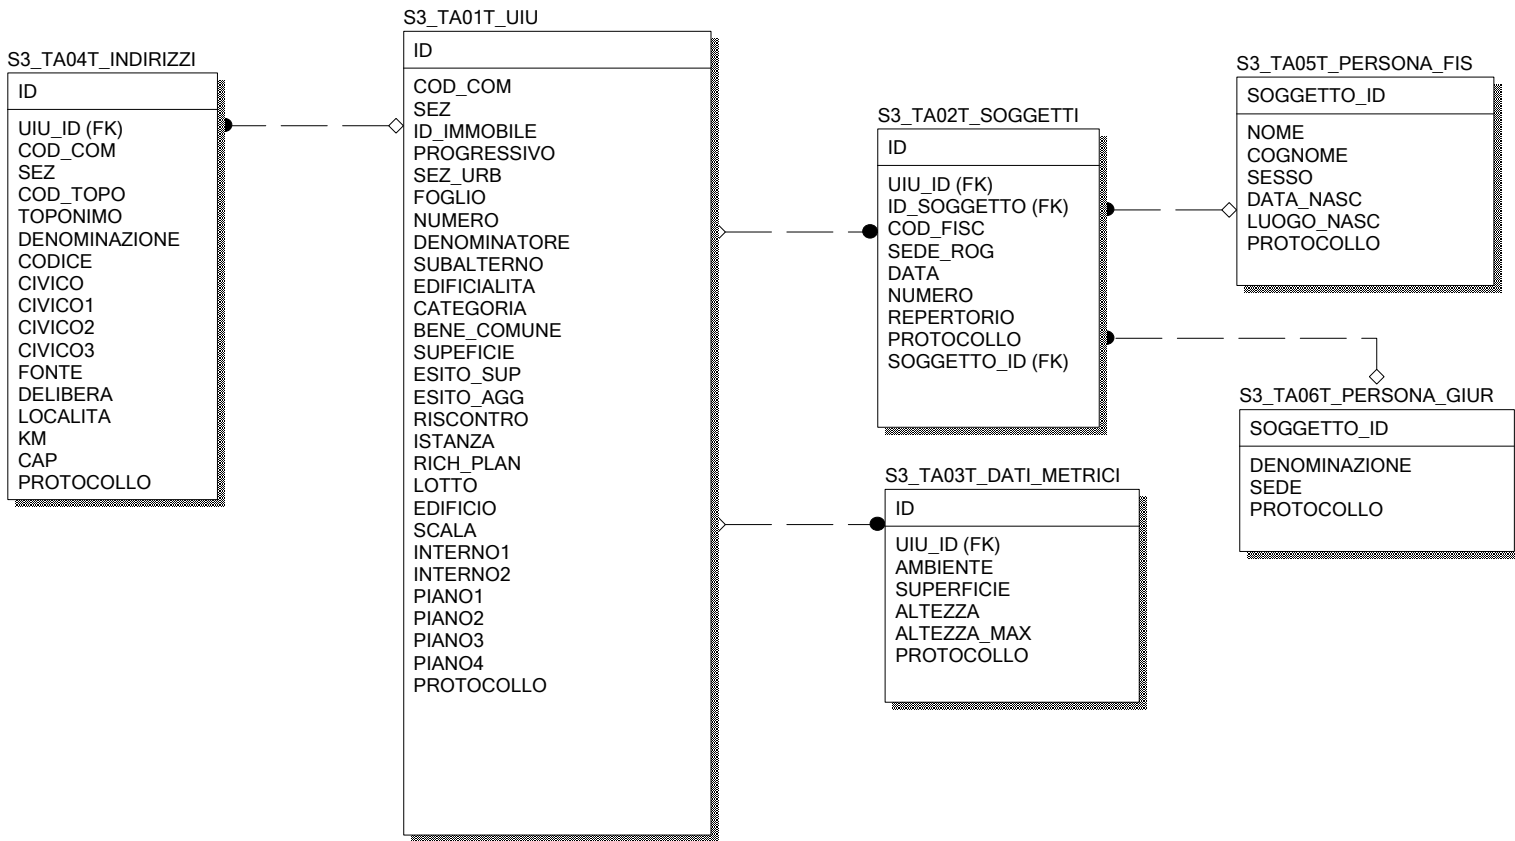 S3_TA04T_INDIRIZZI
ID
UIU_ID (FK)
COD_COM
SEZ
COD_TOPO
TOPONIMO
DENOMINAZIONE
CODICE
CIVICO
CIVICO1
CIVICO2
CIVICO3
FONTE
DELIBERA
LOCALITA
KM
CAP
PROTOCOLLO
S3_TA01T_UIU
ID
COD_COM
SEZ
ID_IMMOBILE
PROGRESSIVO
SEZ_URB
FOGLIO
NUMERO
DENOMINATORE
SUBALTERNO
EDIFICIALITA
CATEGORIA
BENE_COMUNE
SUPEFICIE
ESITO_SUP
ESITO_AGG
RISCONTRO
ISTANZA
RICH_PLAN
LOTTO
EDIFICIO
SCALA
INTERNO1
INTERNO2
PIANO1
PIANO2
PIANO3
PIANO4
PROTOCOLLO
S3_TA02T_SOGGETTI
ID
UIU_ID (FK)
ID_SOGGETTO (FK)
COD_FISC
SEDE_ROG
DATA
NUMERO
REPERTORIO
PROTOCOLLO
SOGGETTO_ID (FK)
S3_TA03T_DATI_METRICI
ID
UIU_ID (FK)
AMBIENTE
SUPERFICIE
ALTEZZA
ALTEZZA_MAX
PROTOCOLLO
S3_TA05T_PERSONA_FIS
SOGGETTO_ID
NOME
COGNOME
SESSO
DATA_NASC
LUOGO_NASC
PROTOCOLLO
S3_TA06T_PERSONA_GIUR
SOGGETTO_ID
DENOMINAZIONE
SEDE
PROTOCOLLO